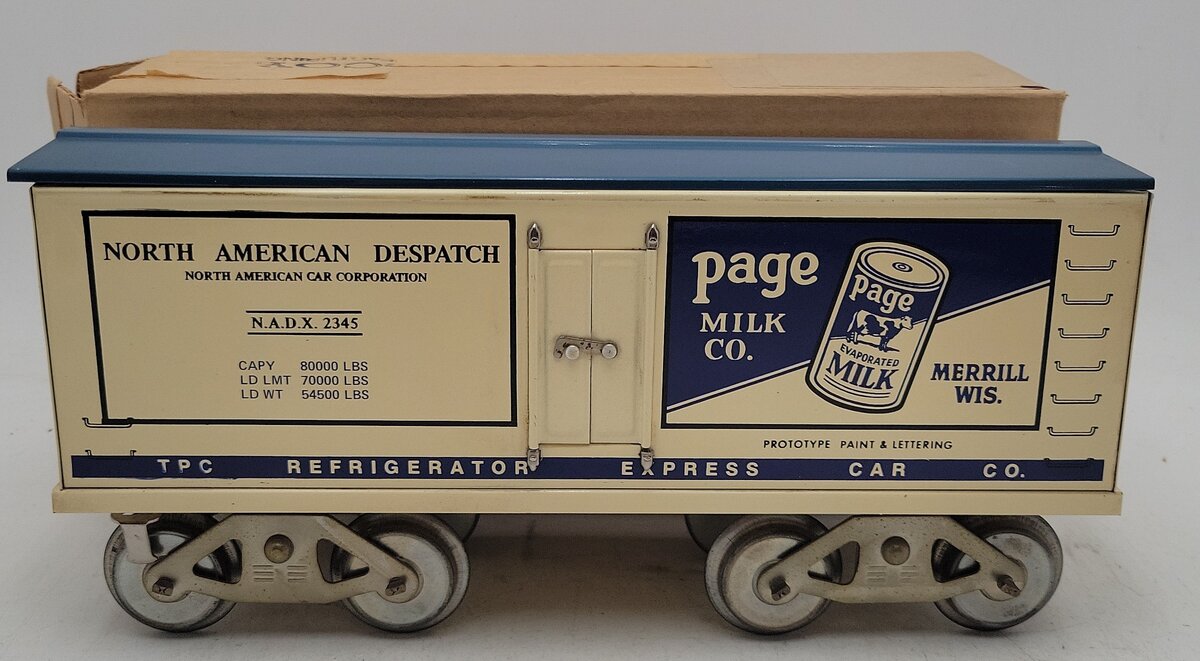 NORTH AMERICAN DESPATCH
NORTH AMERICAN CAR CORPORATION
N.A.D.X. 2345
CAPY 80000 LBS
LD LMT 70000 LBS
LD WT 54500 LBS
page
MILK
CO.
page
EVAPORATED
MILK
MERRILL
WIS.
PROTOTYPE PAINT & LETTERING
TPC REFRIGERATOR EXPRESS CAR CO.